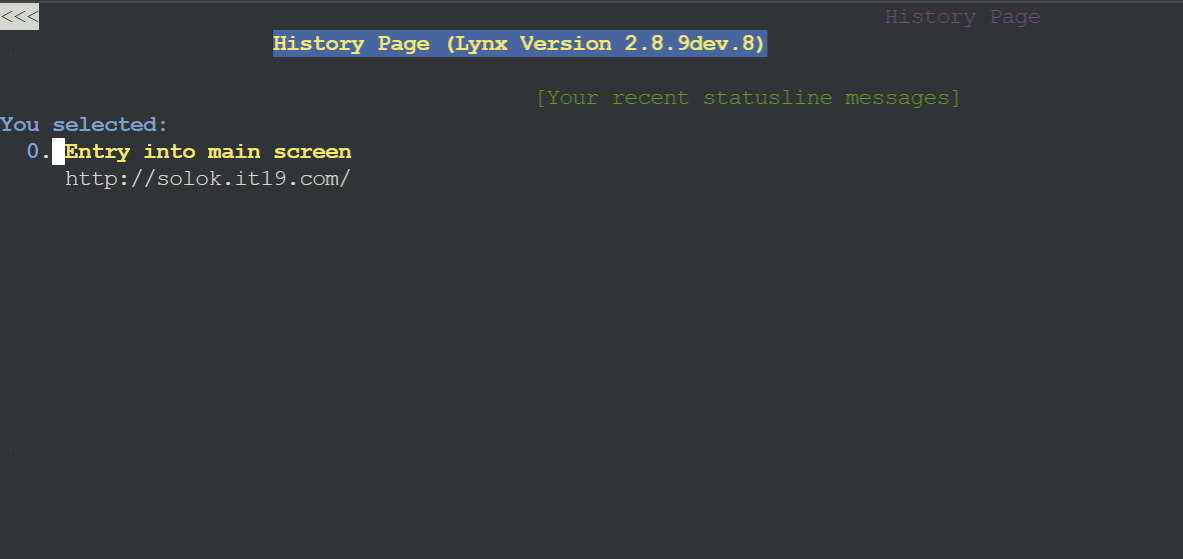 <<< History Page
History Page (Lynx Version 2.8.9dev.8)
[Your recent statusline messages]
You selected:
0. Entry into main screen
http://solok.it19.com/